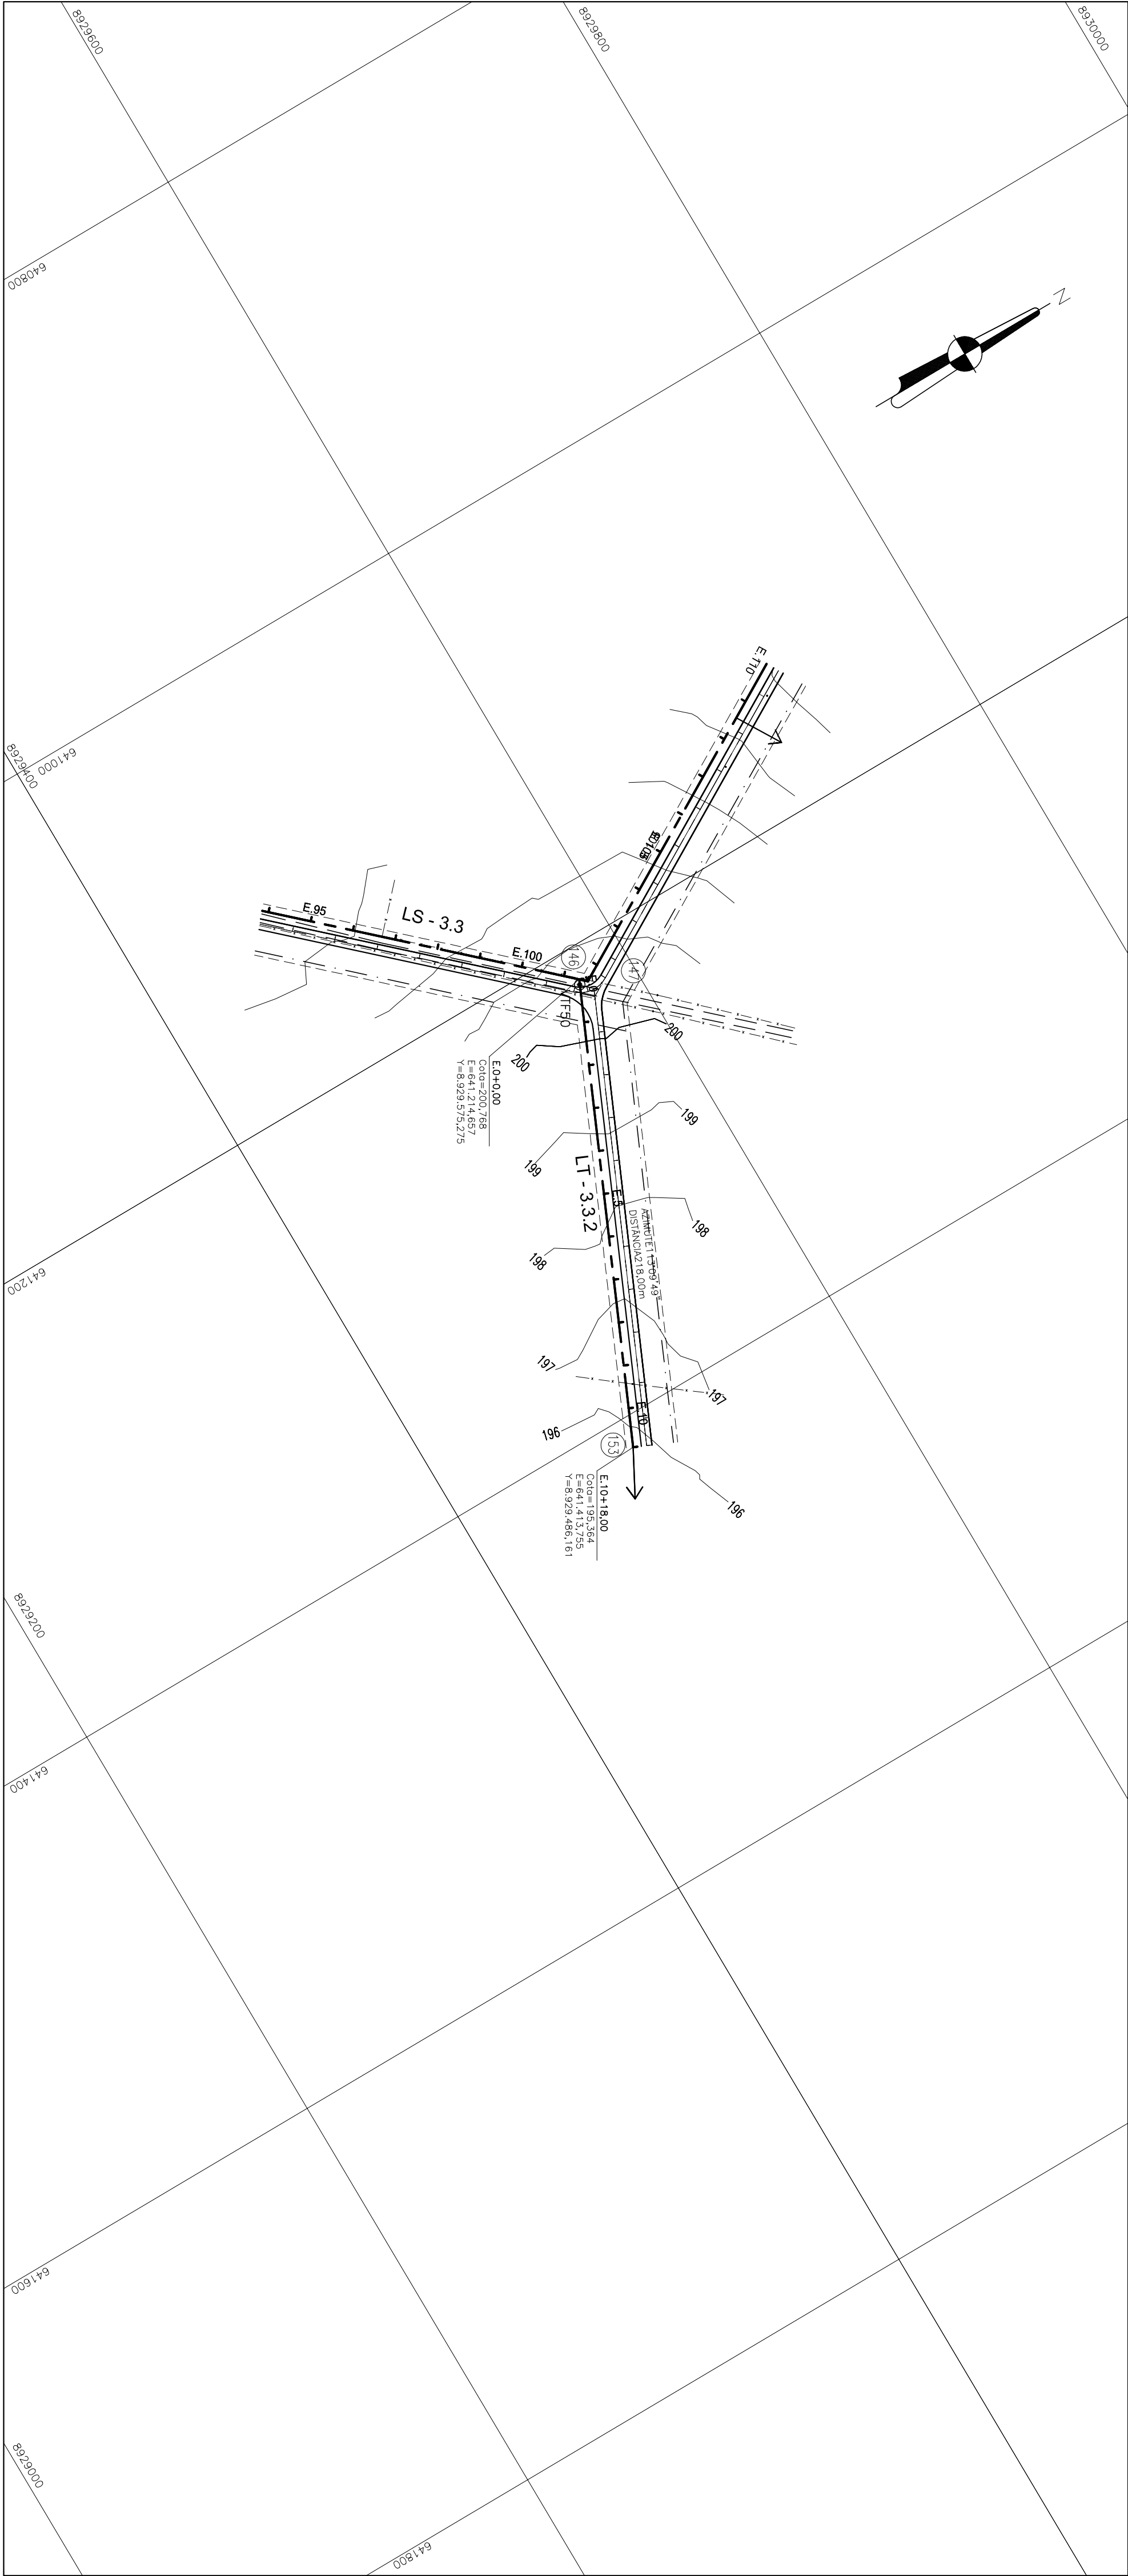 8929600
8929800
8930000
640800
N
8929400
641000
E.110
E.105
E.95
LS - 3.3
E.100
146
147
TF50
200
200
E.0+0,00
Cota=200,768
E=641.214,657
Y=8.929.575,275
199
199
LT - 3.3.2
E.5
198
198
AZIMUTE113°09'49"
DISTÂNCIA218,00m
641200
197
197
E.10
196
196
153
E.10+18,00
Cota=195,364
E=641.413,755
Y=8.929.486,161
8929200
641400
641600
8929000
641800